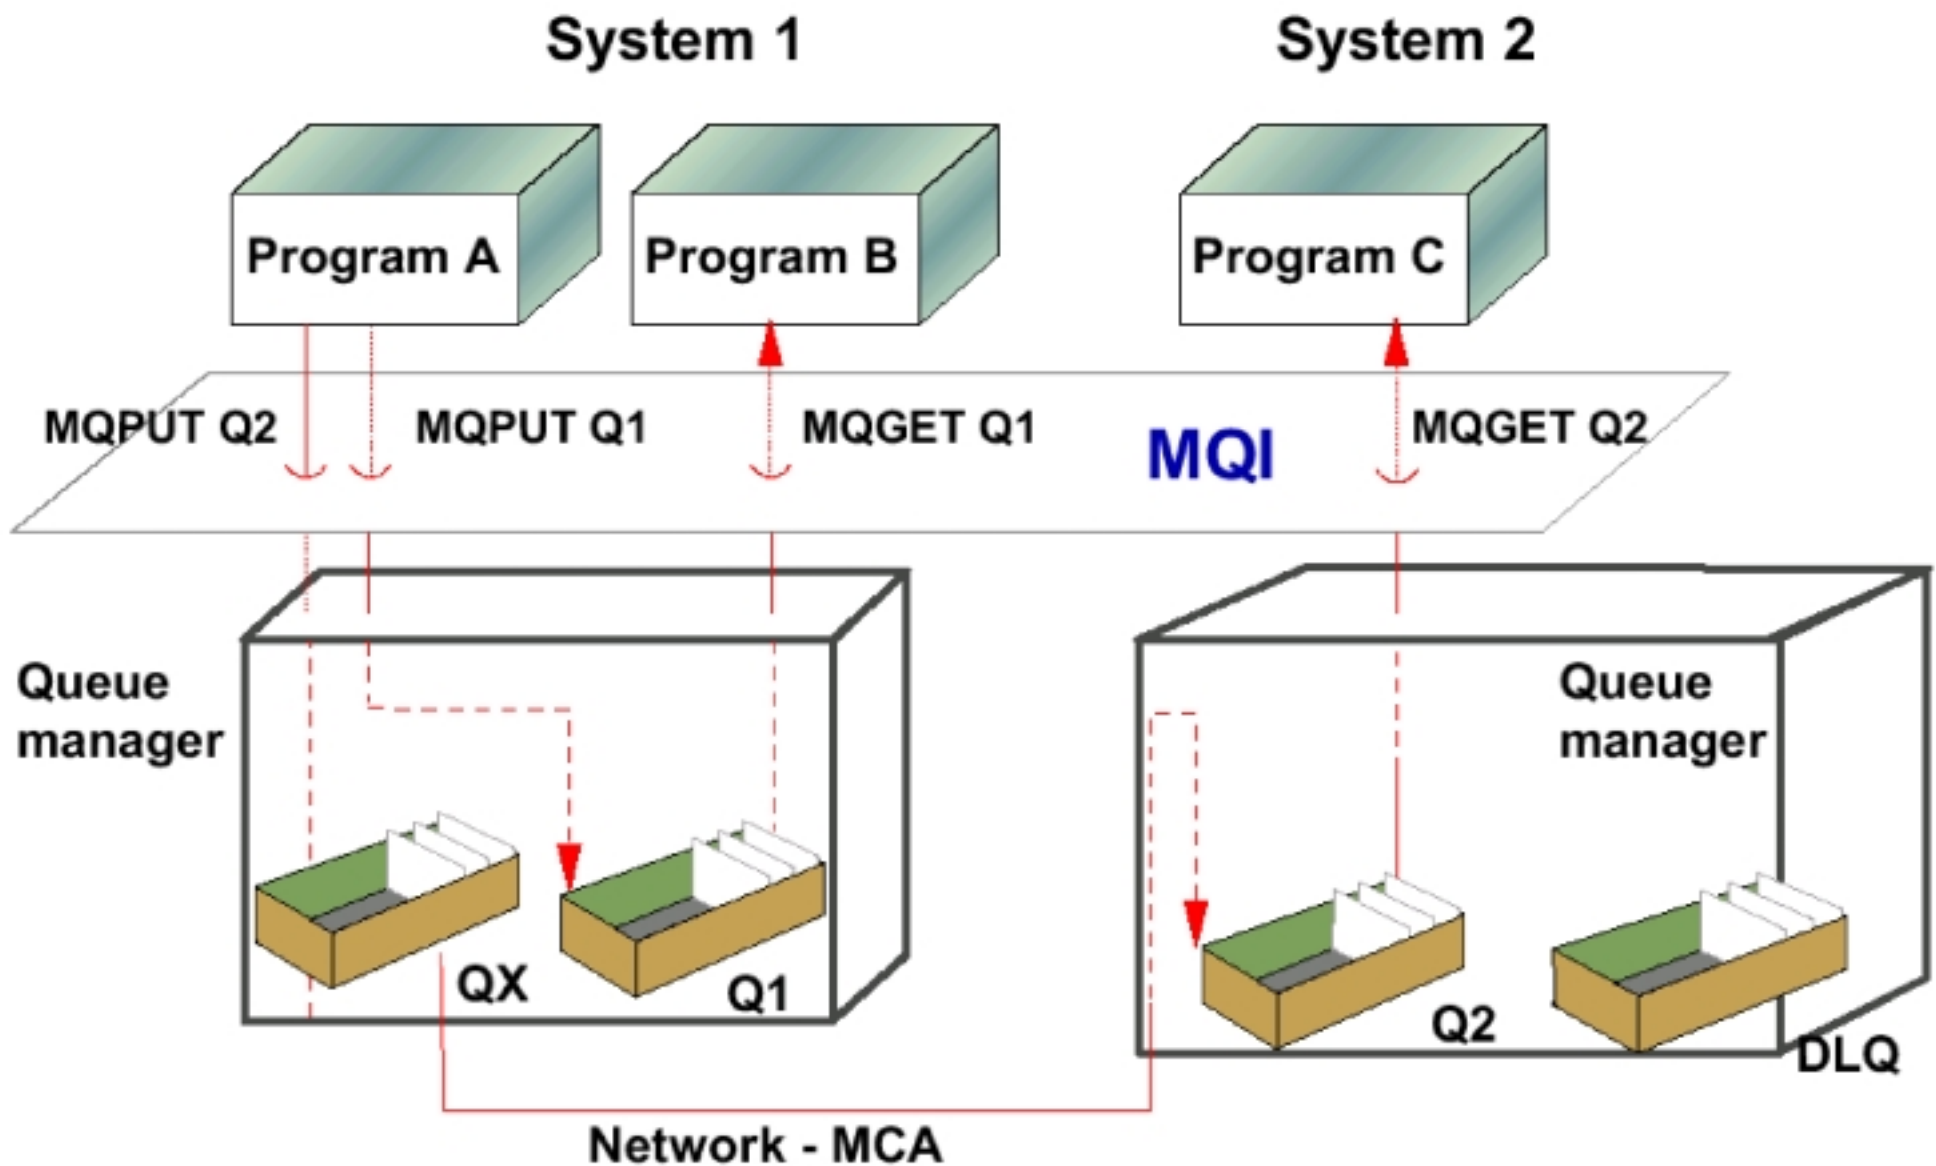 System 1
System 2
Program A
Program B
Program C
MQPUT Q2
MQPUT Q1
MQGET Q1
MQI
MQGET Q2
Queue
manager
Queue
manager
QX
Q1
Q2
DLQ
Network - MCA